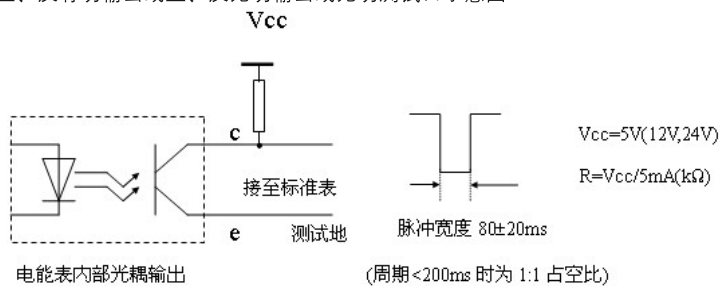 Vcc
c
Vcc=5V(12V,24V)
接至标准表
R=Vcc/5mA(kΩ)
e
测试地
脉冲宽度 80±20ms
电能表内部光耦输出
(周期<200ms 时为 1:1 占空比)